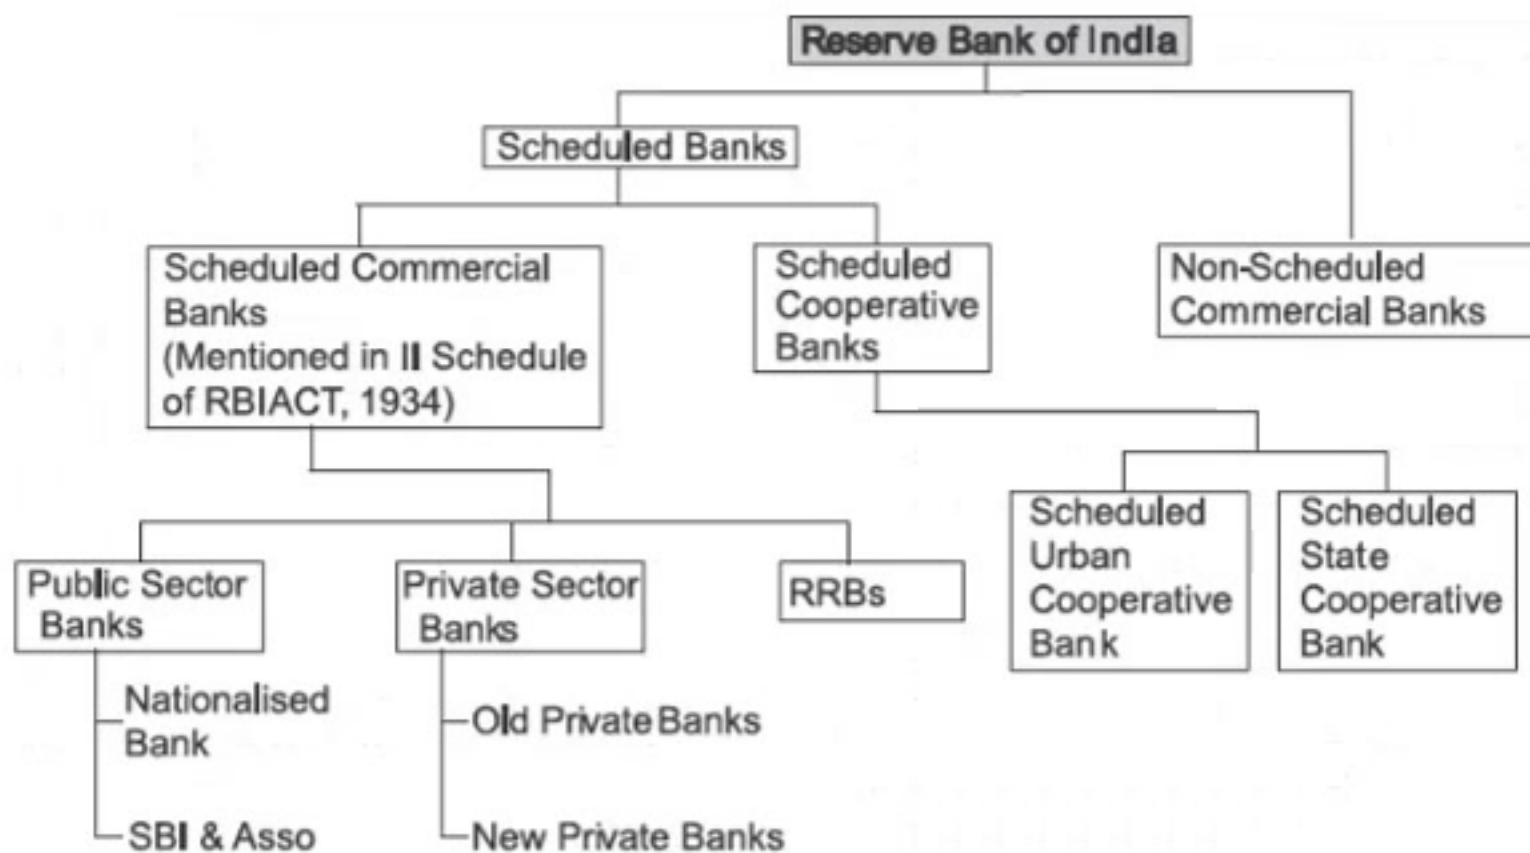 Reserve Bank of India
Scheduled Banks
Scheduled Commercial
Banks
(Mentioned in II Schedule
of RBIACT, 1934)
Scheduled
Cooperative
Banks
Non-Scheduled
Commercial Banks
Public Sector
Banks
Private Sector
Banks
RRBs
Scheduled
Urban
Cooperative
Bank
Scheduled
State
Cooperative
Bank
Nationalised
Bank
SBI & Asso
Old Private Banks
New Private Banks